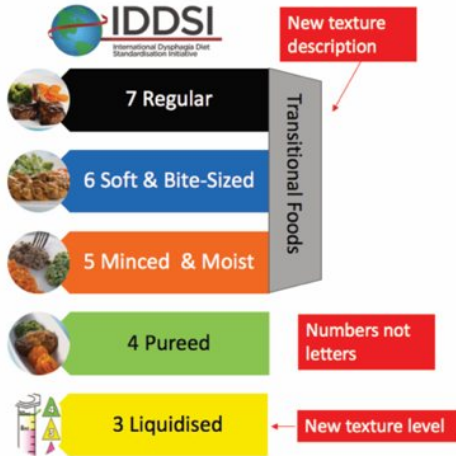 IDDSI
International Dysphagia Diet
Standardisation Initiative
New texture
description
7 Regular
Transitional Foods
6 Soft & Bite-Sized
5 Minced & Moist
4 Pureed
Numbers not
letters
3 Liquidised
New texture level